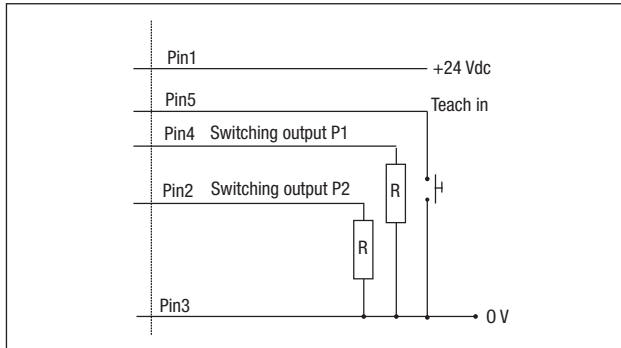 Pin1
+24 Vdc
Pin5
Teach in
Pin4 Switching output P1
R
Pin2 Switching output P2
R
Pin3
0 V